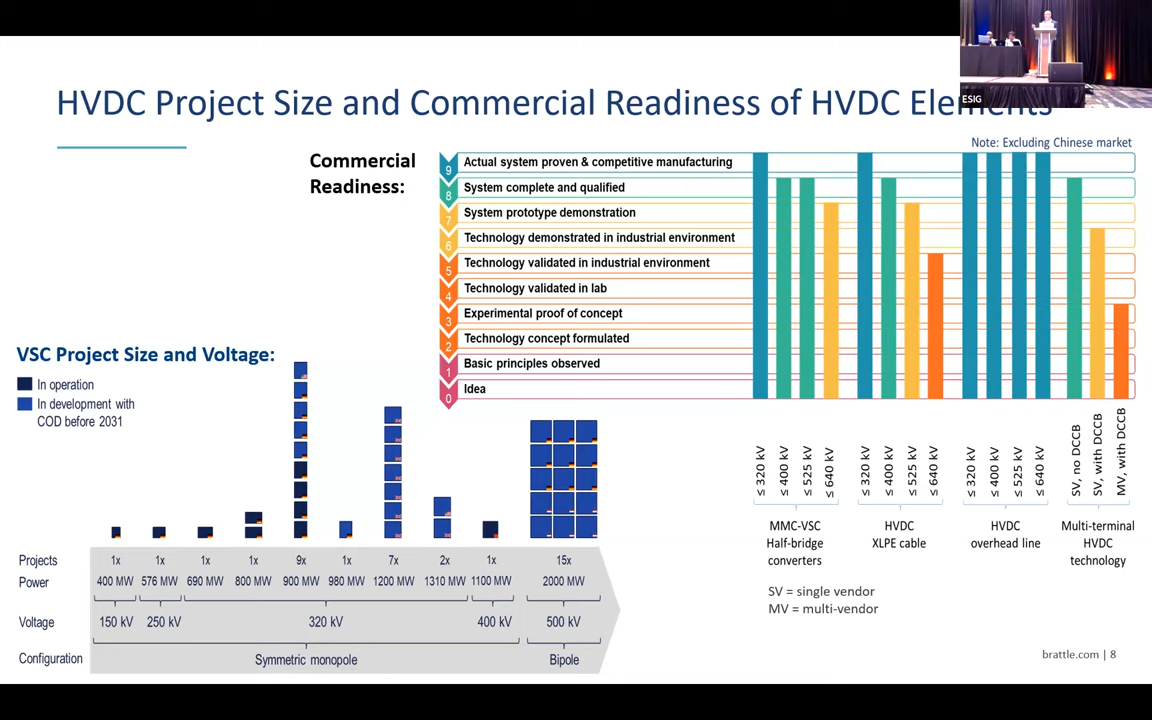 HVDC Project Size and Commercial Readiness of HVDC Elements
ESIG
Note: Excluding Chinese market
Commercial
Readiness:
9 Actual system proven & competitive manufacturing
8 System complete and qualified
7 System prototype demonstration
6 Technology demonstrated in industrial environment
5 Technology validated in industrial environment
4 Technology validated in lab
3 Experimental proof of concept
2 Technology concept formulated
1 Basic principles observed
0 Idea
≤ 320 kV ≤ 400 kV ≤ 525 kV ≤ 640 kV
MMC-VSC
Half-bridge
converters
≤ 320 kV ≤ 400 kV ≤ 525 kV ≤ 640 kV
HVDC
XLPE cable
≤ 320 kV ≤ 400 kV ≤ 525 kV ≤ 640 kV
HVDC
overhead line
SV, no DCCB SV, with DCCB MV, with DCCB
Multi-terminal
HVDC
technology
SV = single vendor
MV = multi-vendor
VSC Project Size and Voltage:
In operation
In development with
COD before 2031
Projects 1x 1x 1x 1x 9x 1x 7x 2x 1x 15x
Power 400 MW 576 MW 690 MW 800 MW 900 MW 980 MW 1200 MW 1310 MW 1100 MW 2000 MW
Voltage 150 kV 250 kV 320 kV 400 kV 500 kV
Configuration Symmetric monopole Bipole
brattle.com | 8